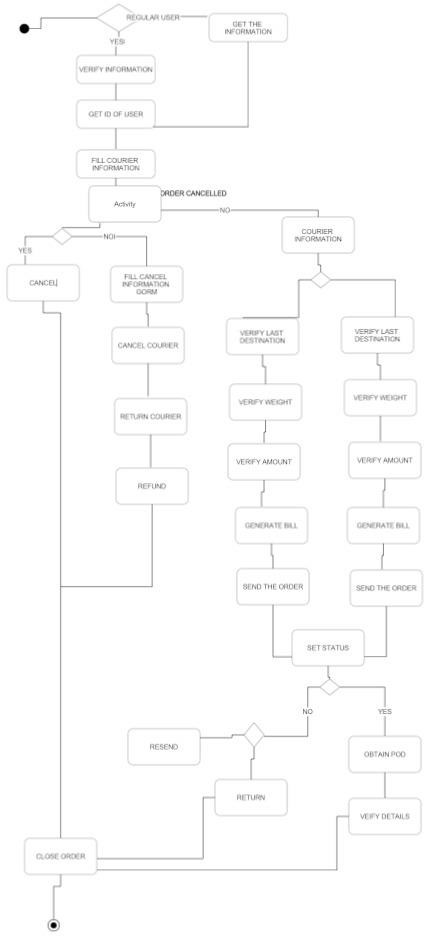 REGULAR USER
GET THE
INFORMATION
YES|
VERIFY INFORMATION
GET ID OF USER
FILL COURIER
INFORMATION
ORDER CANCELLED
Activity
NO
COURIER
INFORMATION
YES
NO|
CANCEL
FILL CANCEL
INFORMATION
GORM
VERIFY LAST
DESTINATION
VERIFY LAST
DESTINATION
CANCEL COURIER
VERIFY WEIGHT
VERIFY WEIGHT
RETURN COURIER
VERIFY AMOUNT
VERIFY AMOUNT
REFUND
GENERATE BILL
GENERATE BILL
SEND THE ORDER
SEND THE ORDER
SET STATUS
NO
YES
RESEND
OBTAIN POD
RETURN
VEIFY DETAILS
CLOSE ORDER